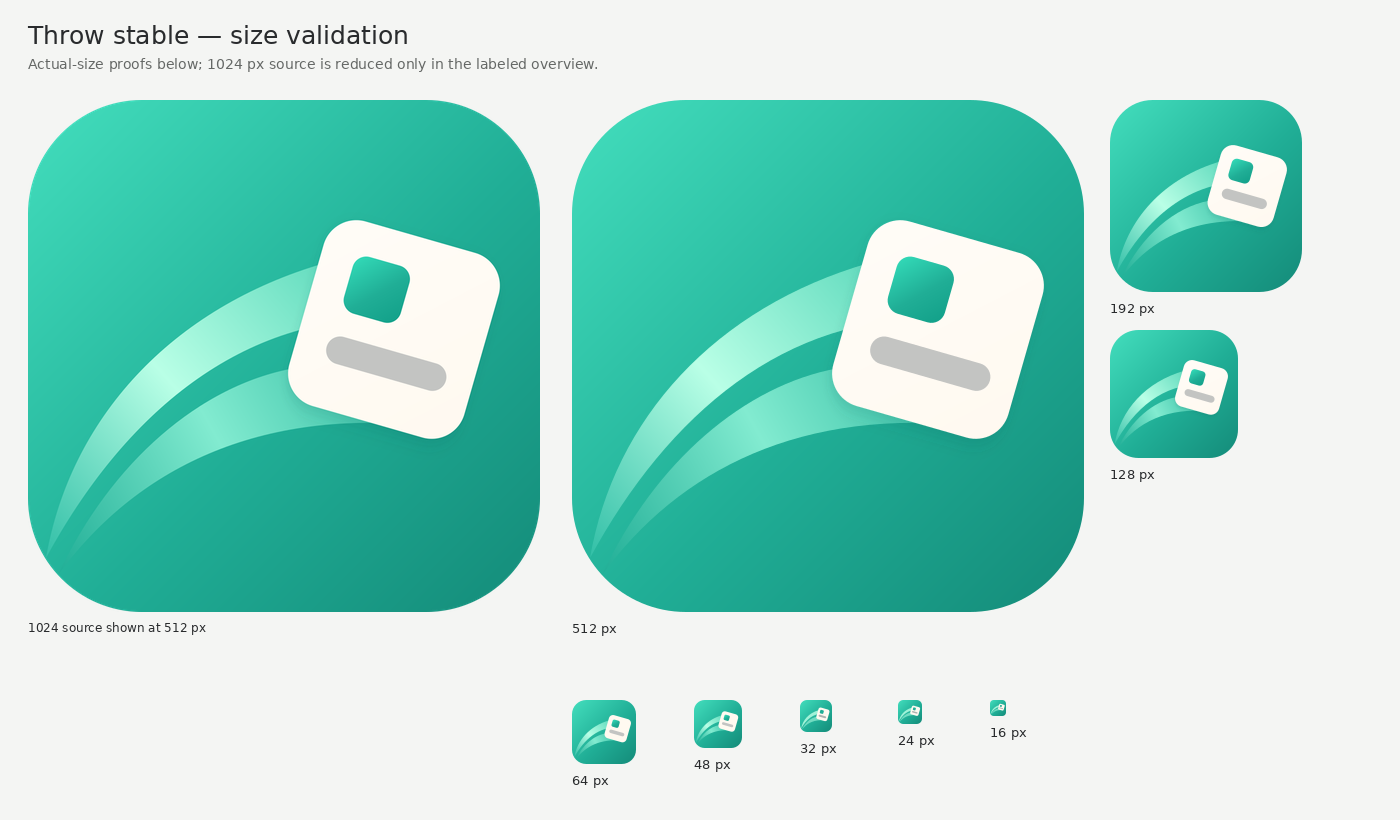 Throw stable — size validation
Actual-size proofs below; 1024 px source is reduced only in the labeled overview.
1024 source shown at 512 px
512 px
192 px
128 px
64 px
48 px
32 px
24 px
16 px